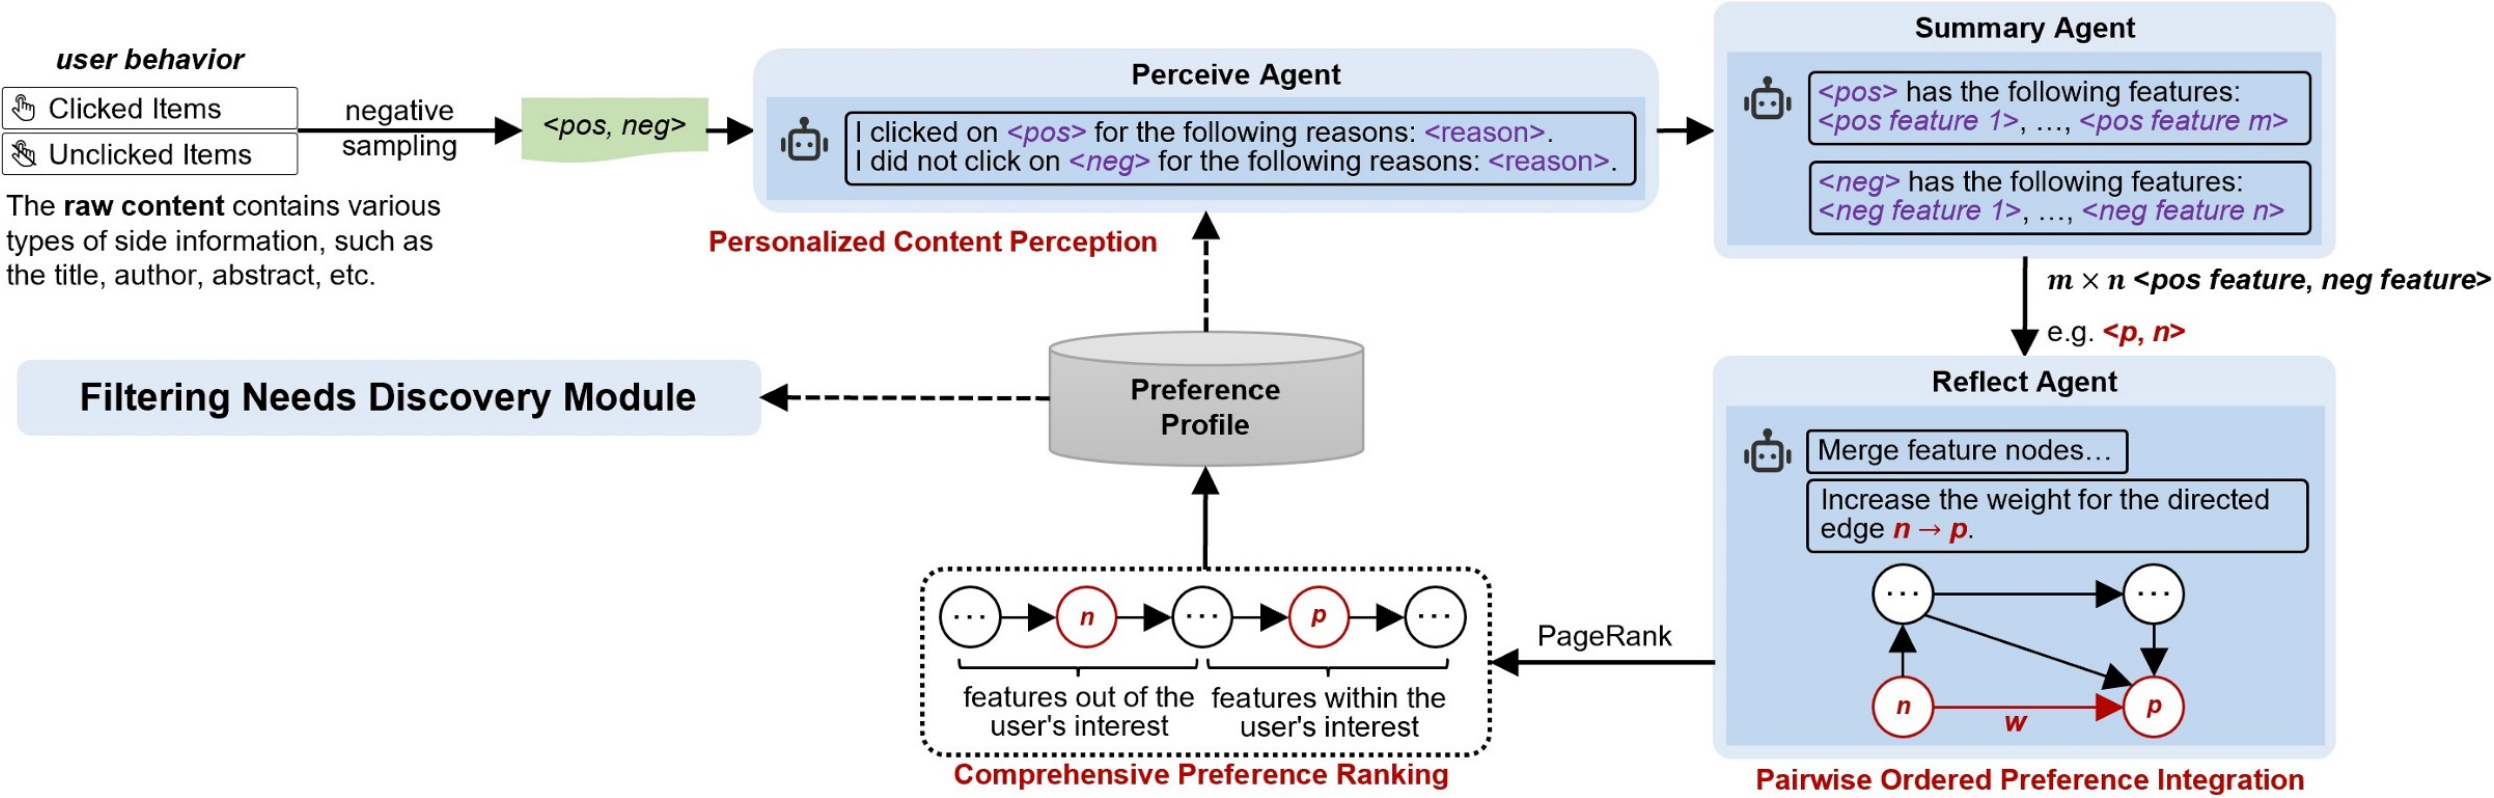 user behavior
Clicked Items
Unclicked Items
The raw content contains various
types of side information, such as
the title, author, abstract, etc.
negative
sampling
<pos, neg>
Perceive Agent
I clicked on <pos> for the following reasons: <reason>.
I did not click on <neg> for the following reasons: <reason>.
Personalized Content Perception
Summary Agent
<pos> has the following features:
<pos feature 1>, …, <pos feature m>
<neg> has the following features:
<neg feature 1>, …, <neg feature n>
m × n <pos feature, neg feature>
e.g. <p, n>
Reflect Agent
Merge feature nodes…
Increase the weight for the directed
edge n → p.
... ...
n w p
Pairwise Ordered Preference Integration
PageRank
... n ... p ...
features out of the
user's interest
features within the
user's interest
Comprehensive Preference Ranking
Preference
Profile
Filtering Needs Discovery Module